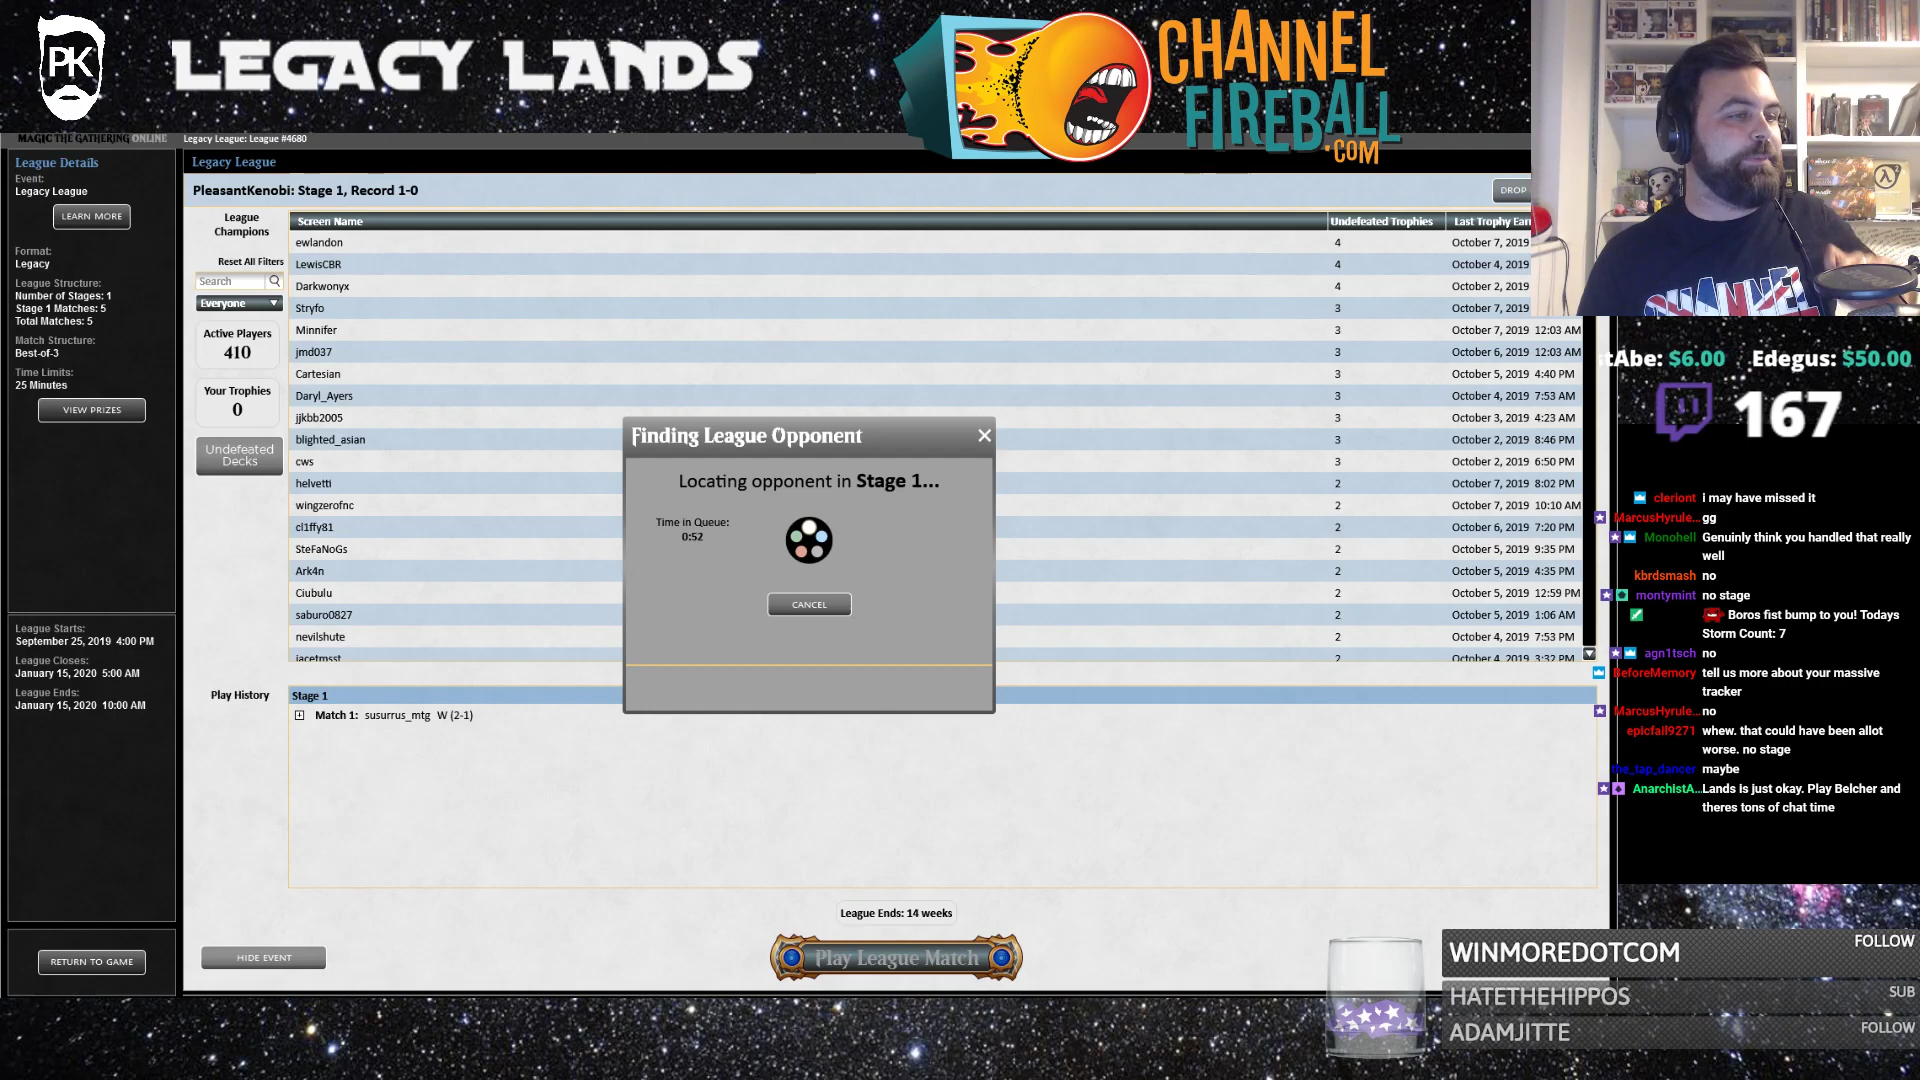 PK
LEGACY LANDS
CHANNEL
FIREBALL
.COM
MAGIC THE GATHERING ONLINE
Legacy League: League #4680
League Details
Event:
Legacy League
LEARN MORE
Format:
Legacy
League Structure:
Number of Stages: 1
Stage 1 Matches: 5
Total Matches: 5
Match Structure:
Best-of-3
Time Limits:
25 Minutes
VIEW PRIZES
League Starts:
September 25, 2019 4:00 PM
League Closes:
January 15, 2020 5:00 AM
League Ends:
January 15, 2020 10:00 AM
RETURN TO GAME
Legacy League
PleasantKenobi: Stage 1, Record 1-0
DROP
League
Champions
Reset All Filters
Search
Everyone
Active Players
410
Your Trophies
0
Undefeated
Decks
Screen Name Undefeated Trophies Last Trophy Earn
ewlandon 4 October 7, 2019
LewisCBR 4 October 4, 2019
Darkwonyx 4 October 2, 2019
Stryfo 3 October 7, 2019
Minnifer 3 October 7, 2019 12:03 AM
jmd037 3 October 6, 2019 12:03 AM
Cartesian 3 October 5, 2019 4:40 PM
Daryl_Ayers 3 October 4, 2019 7:53 AM
jjkbb2005 3 October 3, 2019 4:23 AM
blighted_asian 3 October 2, 2019 8:46 PM
cws 3 October 2, 2019 6:50 PM
helvetti 2 October 7, 2019 8:02 PM
wingzerofnc 2 October 7, 2019 10:10 AM
cl1ffy81 2 October 6, 2019 7:20 PM
SteFaNoGs 2 October 5, 2019 9:35 PM
Ark4n 2 October 5, 2019 4:35 PM
Ciubulu 2 October 5, 2019 12:59 PM
saburo0827 2 October 5, 2019 1:06 AM
nevilshute 2 October 4, 2019 7:53 PM
jacetmsst 2 October 4, 2019 3:32 PM
Finding League Opponent
Locating opponent in Stage 1...
Time in Queue:
0:52
CANCEL
Play History
Stage 1
Match 1: susurrus_mtg W (2-1)
League Ends: 14 weeks
HIDE EVENT
Play League Match
CHANNEL
tAbe: $6.00 Edegus: $50.00
167
cleriont i may have missed it
MarcusHyrule... gg
Monohell Genuinly think you handled that really
well
kbrdsmash no
montymint no stage
Boros fist bump to you! Todays
Storm Count: 7
agn1tsch no
BeforeMemory tell us more about your massive
tracker
MarcusHyrule... no
epicfail9271 whew. that could have been allot
worse. no stage
the_tap_dancer maybe
AnarchistA... Lands is just okay. Play Belcher and
theres tons of chat time
WINMOREDOTCOM FOLLOW
HATETHEHIPPOS SUB
ADAMJITTE FOLLOW